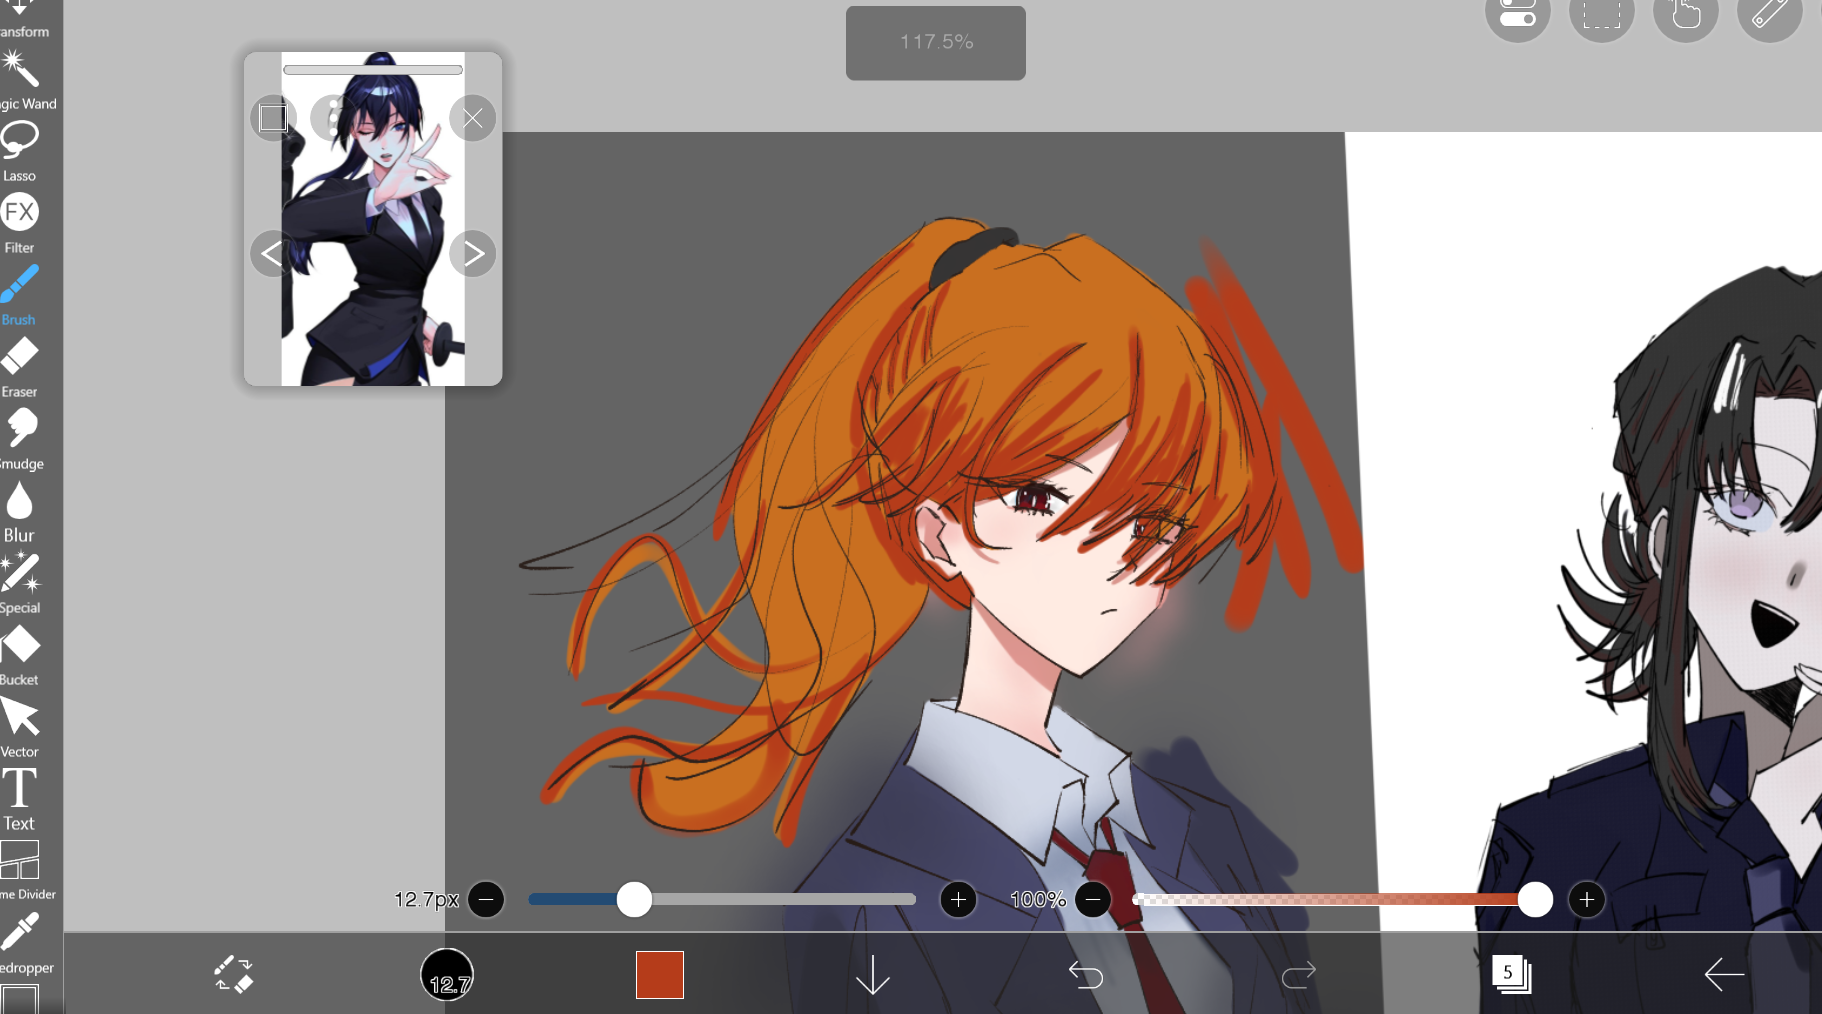 ansform
gic Wand
Lasso
FX
Filter
Brush
Eraser
Smudge
Blur
Special
Bucket
Vector
T
Text
me Divider
edropper
117.5%
12.7px
100%
12.7
5